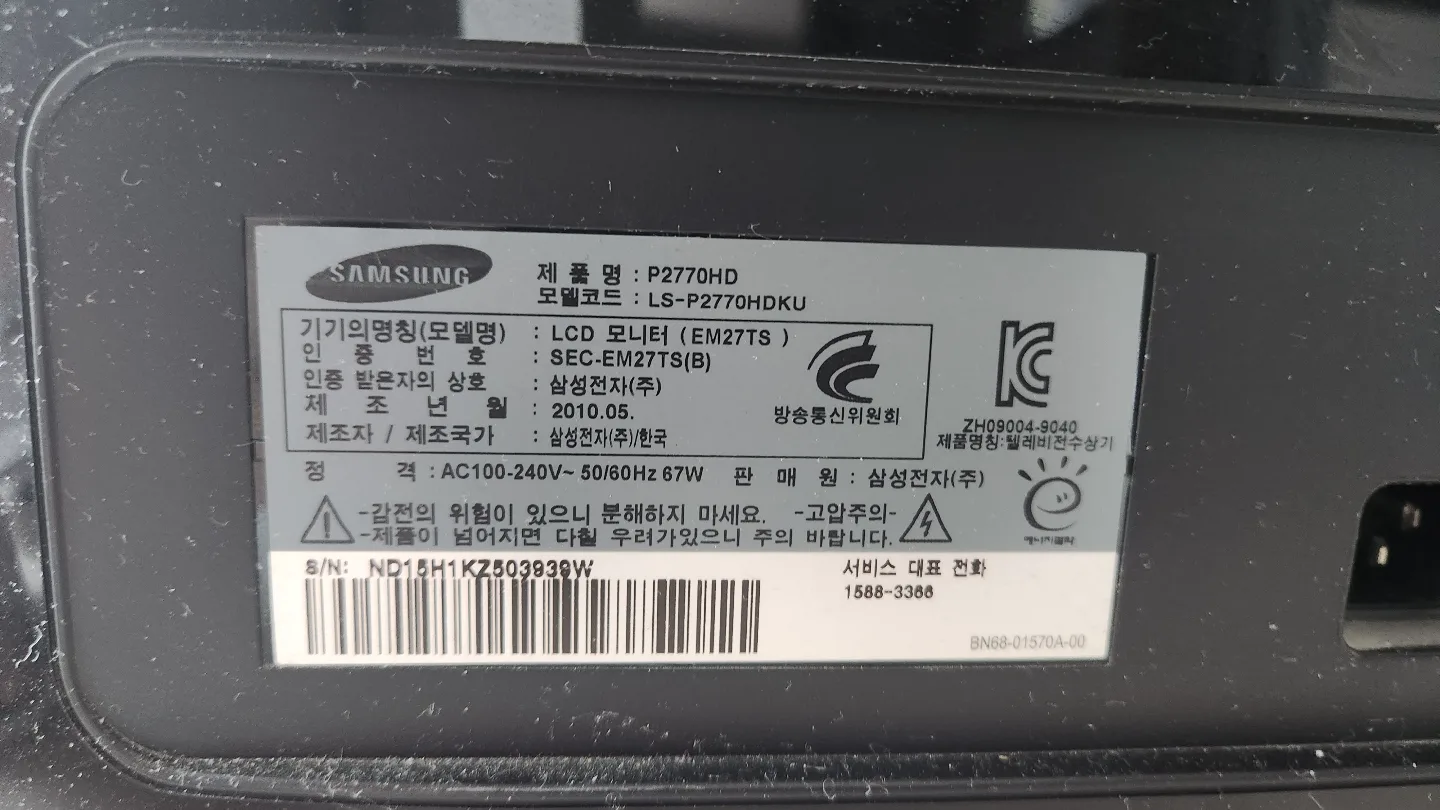 SAMSUNG
제 품 명 : P2770HD
모델코드 : LS-P2770HDKU
기기의명칭(모델명) : LCD 모니터 (EM27TS )
인 증 번 호 : SEC-EM27TS(B)
인증 받은자의 상호 : 삼성전자(주)
제 조 년 월 : 2010.05.
제조자 / 제조국가 : 삼성전자(주)/한국
방송통신위원회
ZH09004-9040
제품명칭:텔레비전수상기
정 격 : AC100-240V~ 50/60Hz 67W 판 매 원 : 삼성전자(주)
-감전의 위험이 있으니 분해하지 마세요. -고압주의-
-제품이 넘어지면 다칠 우려가있으니 주의 바랍니다.
에너지절약
S/N: ND15H1KZ503939W
서비스 대표 전화
1588-3366
BN68-01570A-00